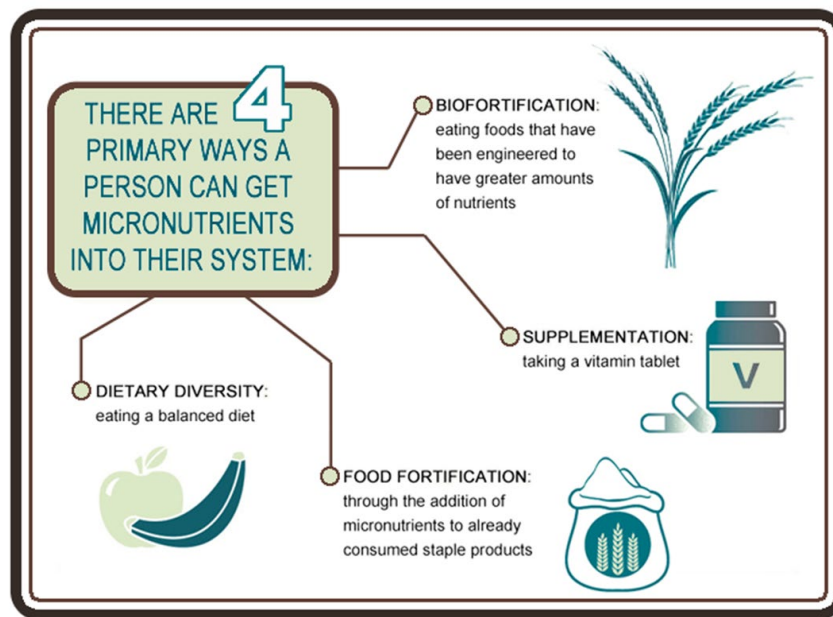 THERE ARE 4
PRIMARY WAYS A
PERSON CAN GET
MICRONUTRIENTS
INTO THEIR SYSTEM:
BIOFORTIFICATION:
eating foods that have
been engineered to
have greater amounts
of nutrients
SUPPLEMENTATION:
taking a vitamin tablet
V
DIETARY DIVERSITY:
eating a balanced diet
FOOD FORTIFICATION:
through the addition of
micronutrients to already
consumed staple products